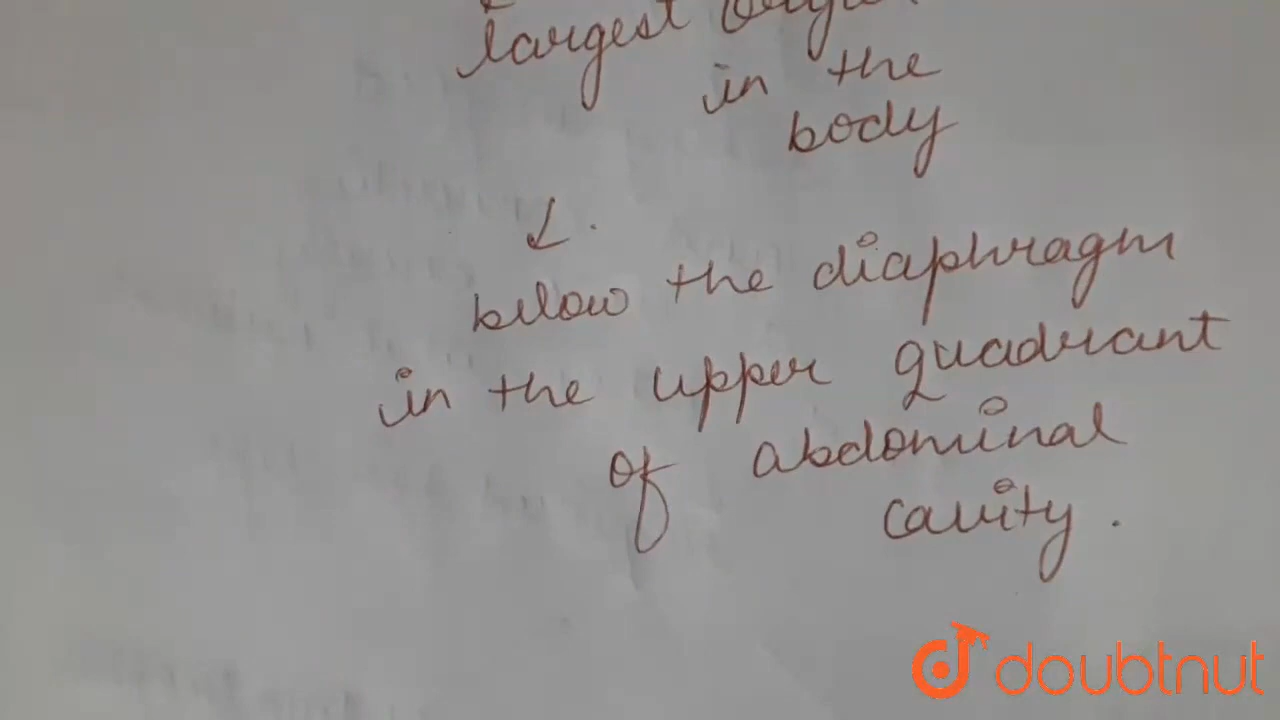 largest
in the
body
below the diaphragm
in the upper quadrant
of abdominal
cavity.
doubtnut